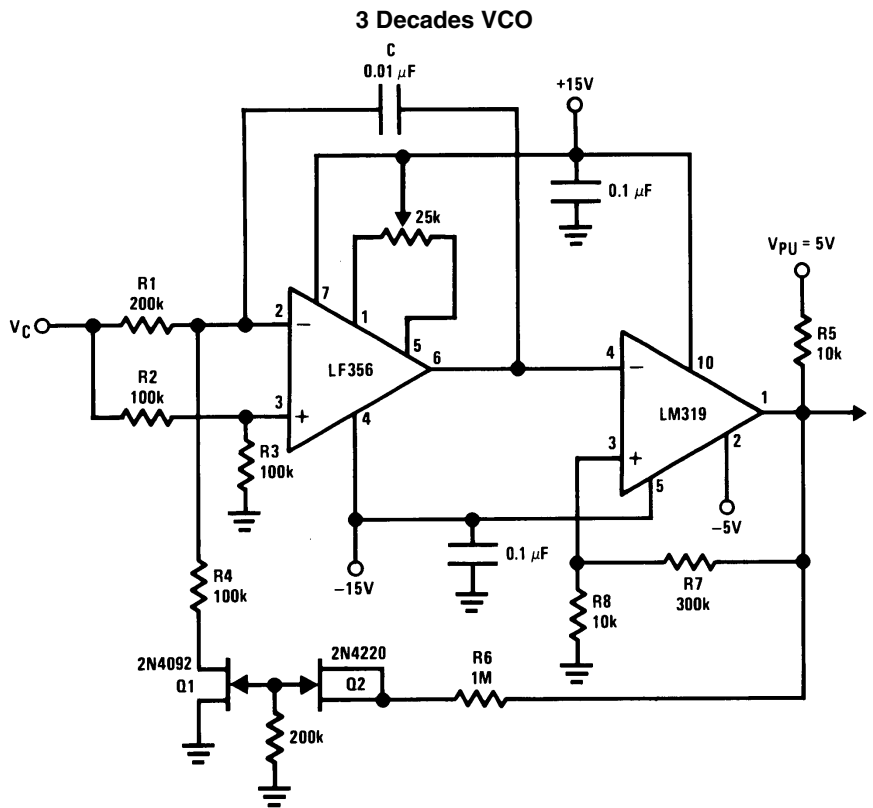 3 Decades VCO
C
0.01 μF
+15V
0.1 μF
25k
VPU = 5V
R1
200k
7
1
R5
10k
VC
2
−
5
6
4
−
10
LF356
R2
100k
LM319
1
3
+
4
3
+
2
R3
100k
5
−5V
0.1 μF
−15V
R4
100k
R7
300k
R8
10k
2N4092
Q1
2N4220
Q2
R6
1M
200k